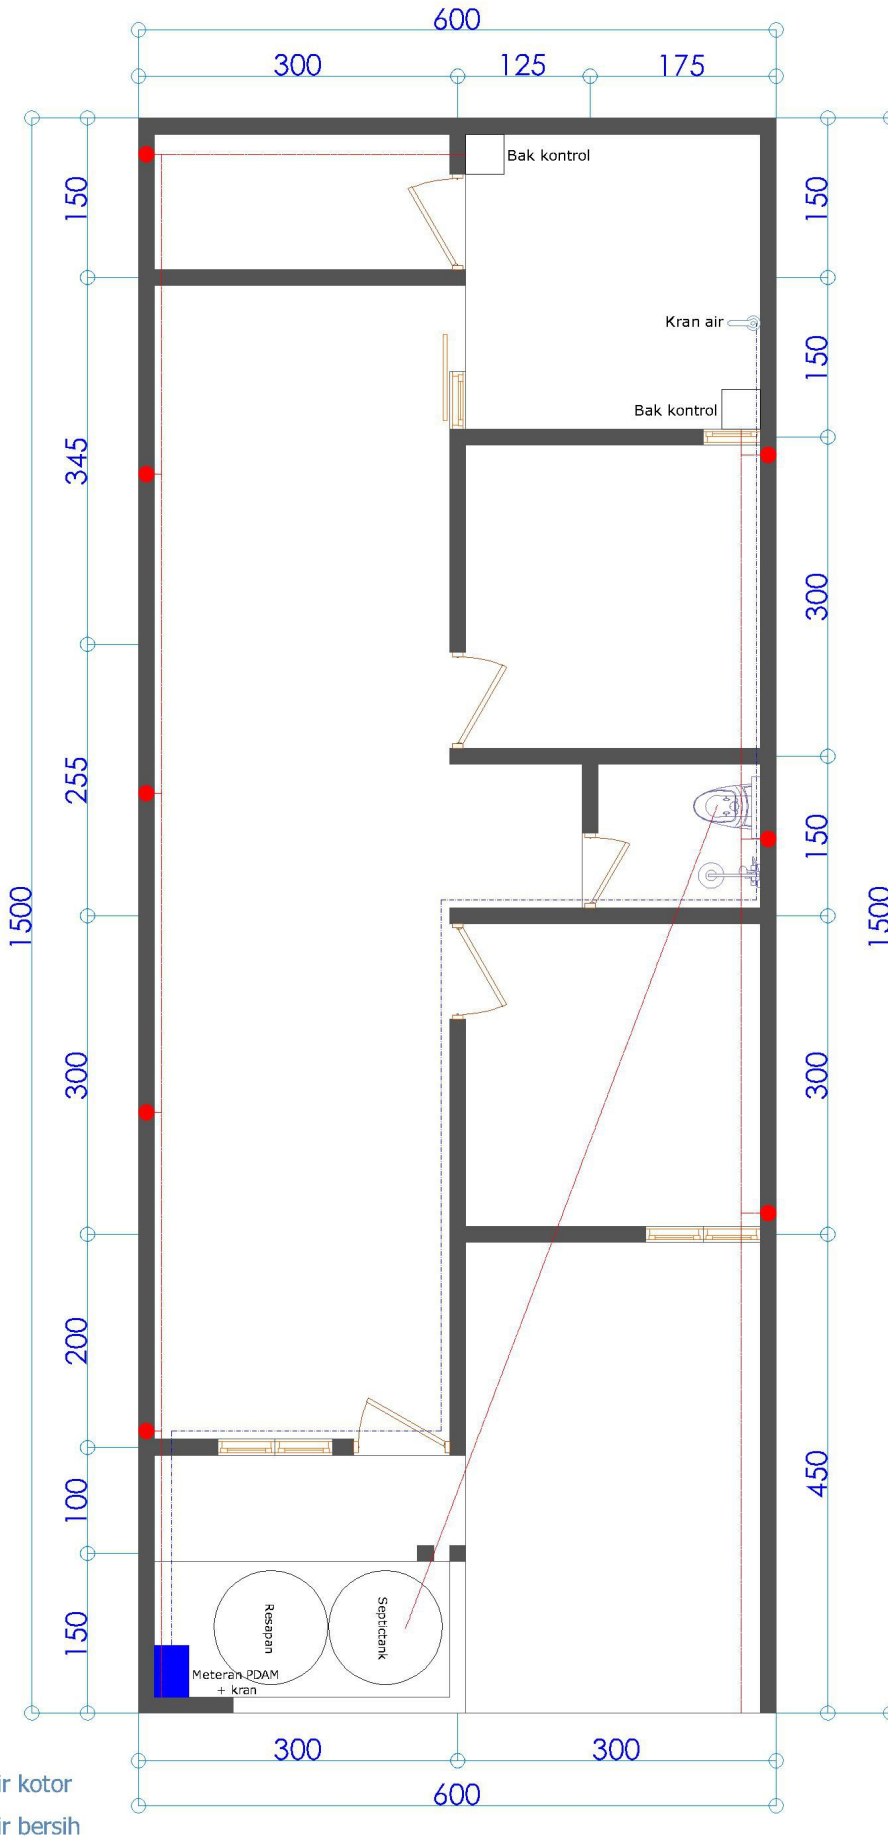 600
300
125
175
Bak kontrol
150
150
Kran air
150
Bak kontrol
345
300
255
150
1500
1500
300
300
200
450
100
150
Resapan
Septictank
Meteran PDAM
+ kran
300
300
600
ir kotor
ir bersih